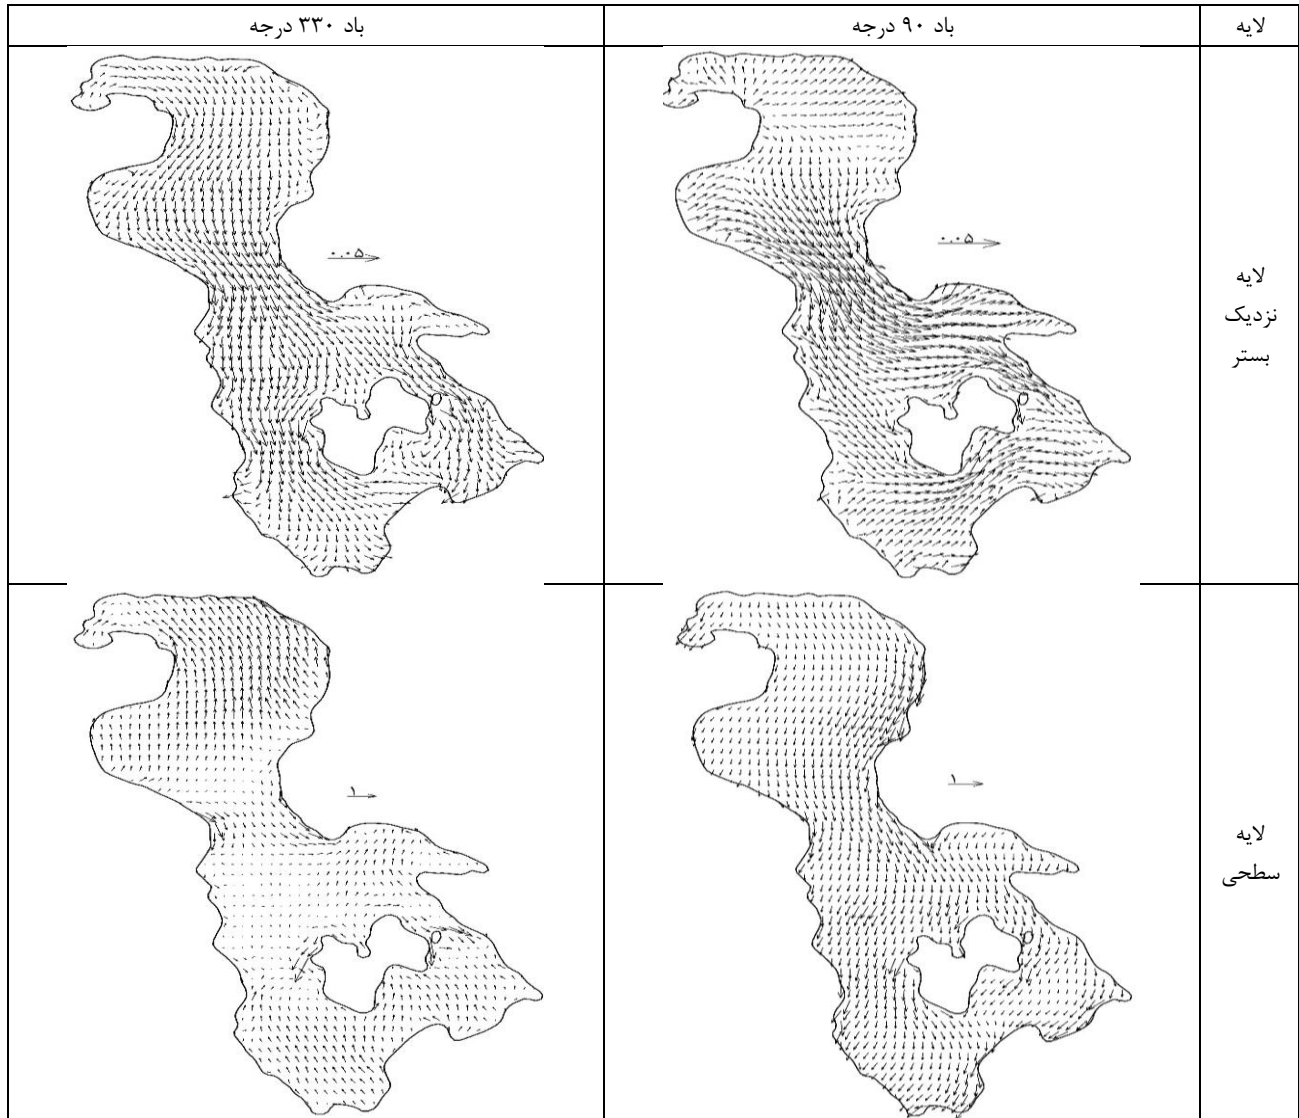 لایه
باد ۹۰ درجه
باد ۳۳۰ درجه
لایه
نزدیک
بستر
۰.۰۵
۰.۰۵
لایه
سطحی
۱
۱